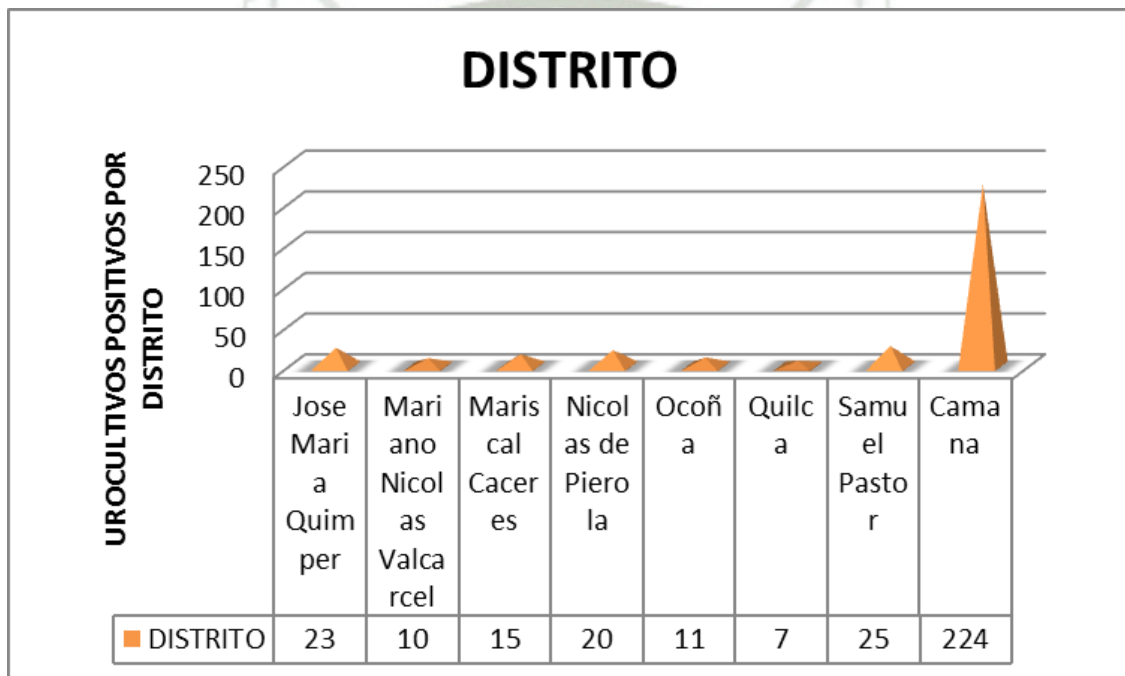 DISTRITO
UROCULTIVOS POSITIVOS POR
DISTRITO
250
200
150
100
50
0
Jose
Mari
a
Quim
per
Mari
ano
Nicol
as
Valca
rcel
Maris
cal
Cacer
es
Nicol
as de
Piero
la
Ocoñ
a
Quilc
a
Samu
el
Pasto
r
Cama
na
DISTRITO 23 10 15 20 11 7 25 224